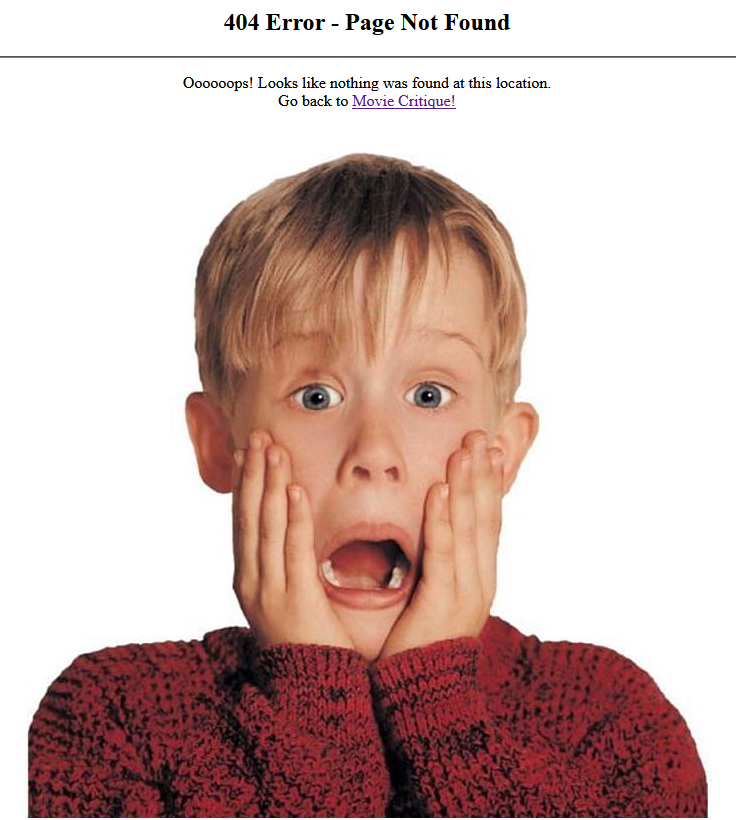 404 Error - Page Not Found
Oooooops! Looks like nothing was found at this location.
Go back to Movie Critique!